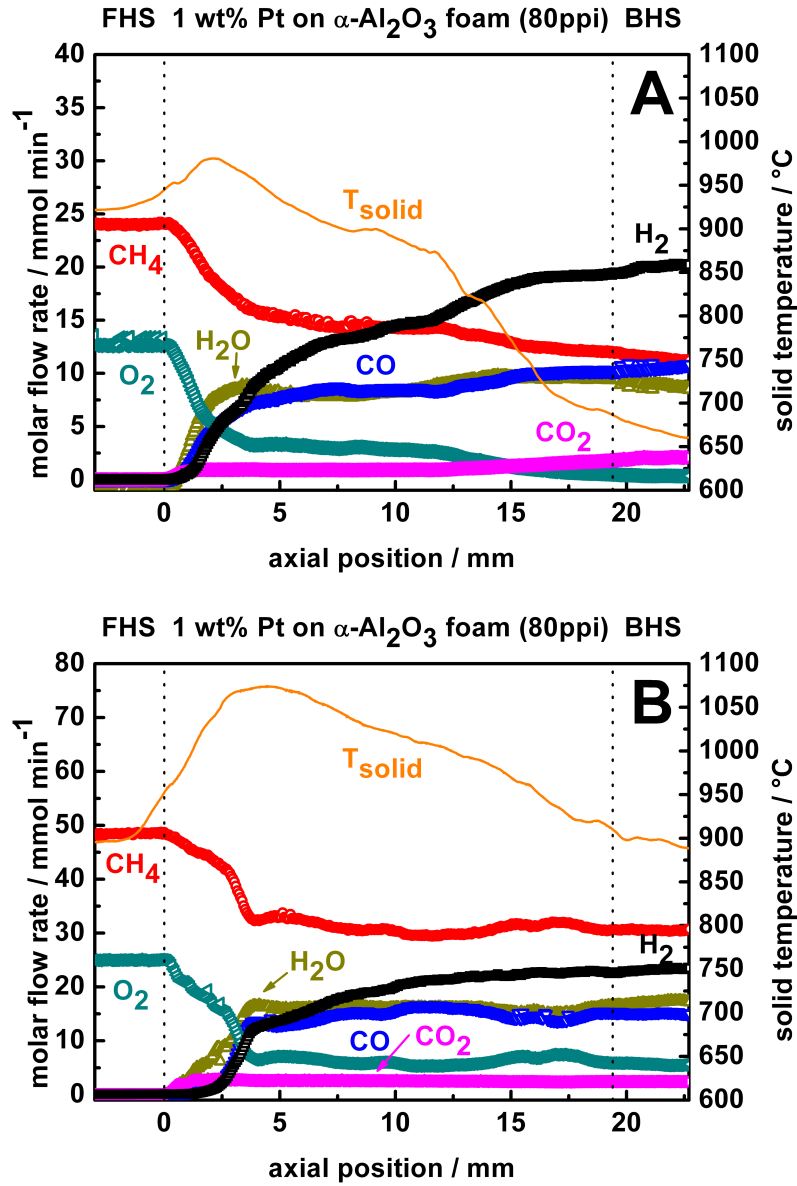 FHS 1 wt% Pt on α-Al2O3 foam (80ppi) BHS
A
40
35
30
25
20
15
10
5
0
1100
1050
1000
950
900
850
800
750
700
650
600
molar flow rate / mmol min-1
solid temperature / °C
Tsolid
CH4
H2
H2O
CO
O2
CO2
0 5 10 15 20
axial position / mm
FHS 1 wt% Pt on α-Al2O3 foam (80ppi) BHS
B
80
70
60
50
40
30
20
10
0
1100
1050
1000
950
900
850
800
750
700
650
600
molar flow rate / mmol min-1
solid temperature / °C
Tsolid
CH4
H2
H2O
O2
CO
CO2
0 5 10 15 20
axial position / mm